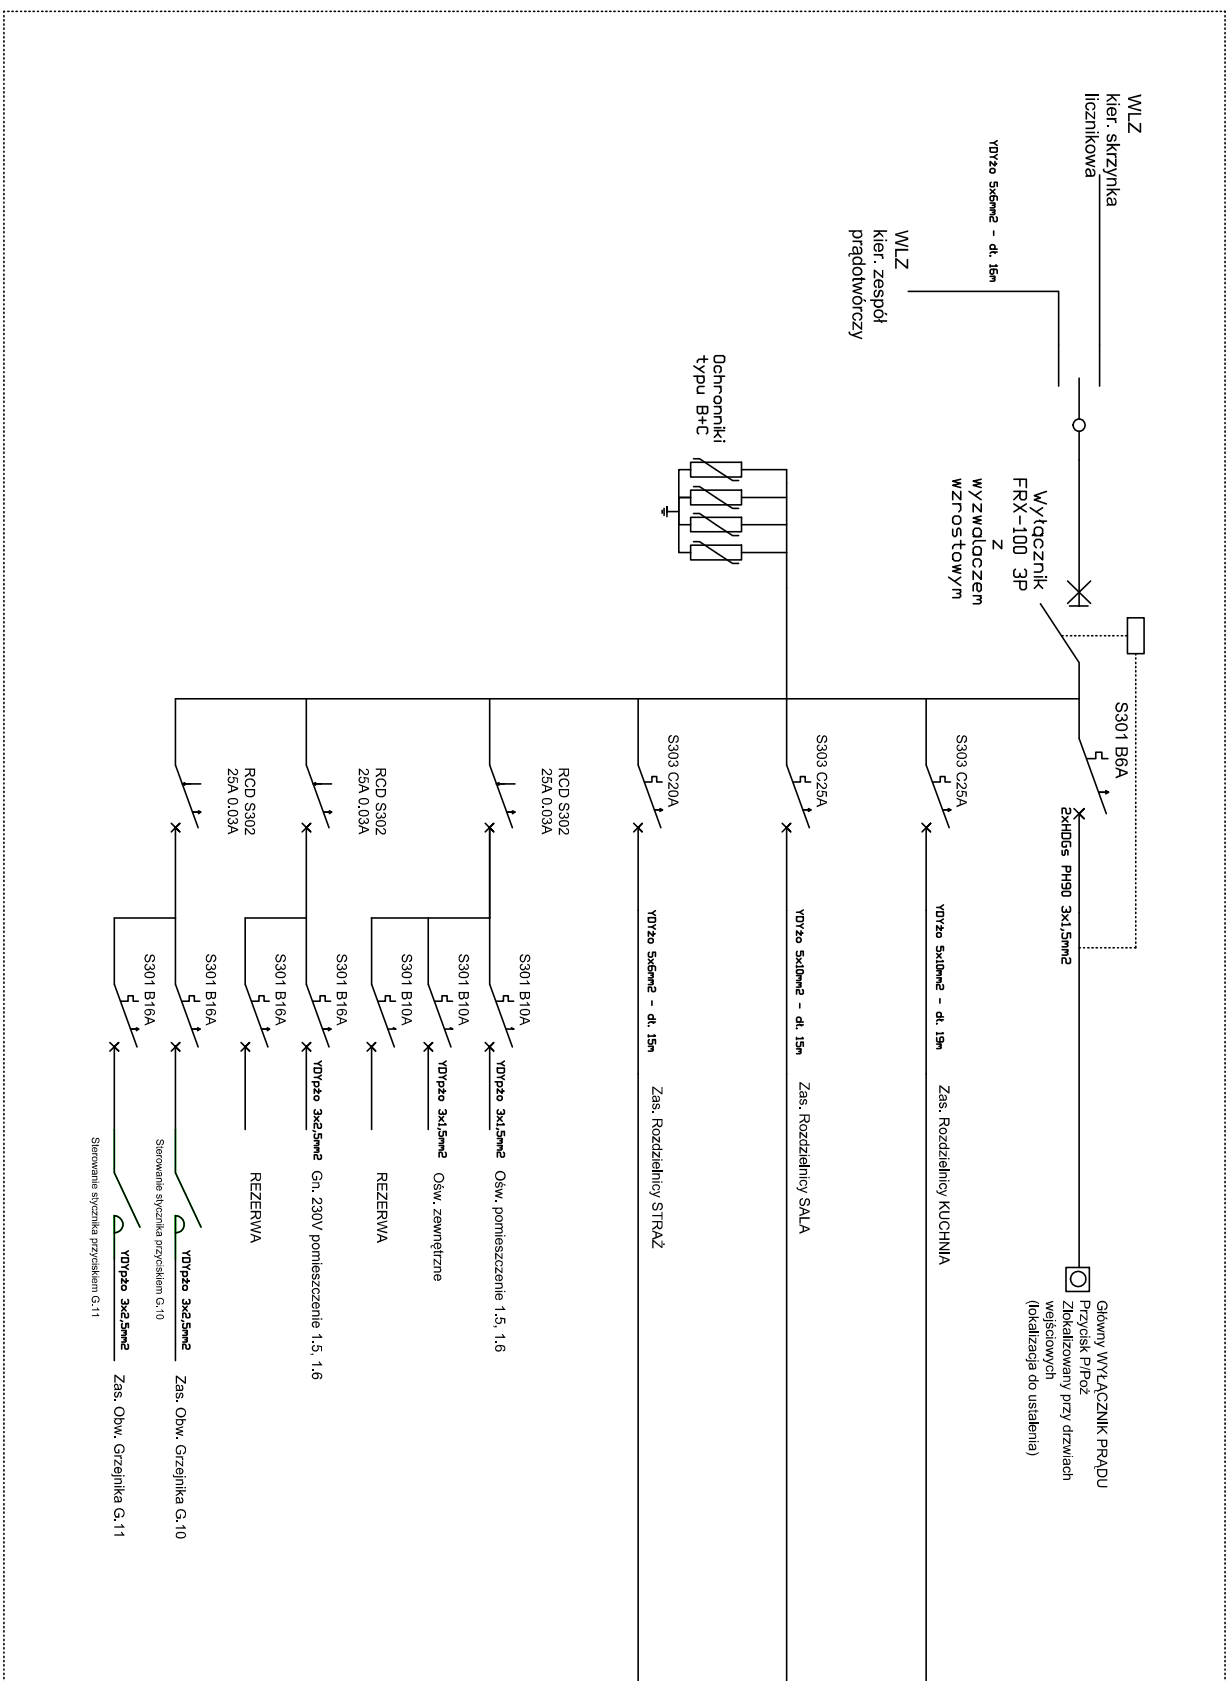 WLZ
kier. skrzynka
licznikowa
YDYżo 5x6mm2 - dł. 16m
WLZ
kier. zespół
prądotwórczy
Ochronniki
typu B+C
Wyłącznik
FRX-100 3P
z
wyzwalaczem
wzrostowym
S301 B6A
2xHDGs PH90 3x1,5mm2
Główny WYŁĄCZNIK PRĄDU
Przycisk P/Poż
Zlokalizowany przy drzwiach
wejściowych
(lokalizacja do ustalenia)
S303 C25A
YDYżo 5x10mm2 - dł. 19m
Zas. Rozdzielnicy KUCHNIA
S303 C25A
YDYżo 5x10mm2 - dł. 15m
Zas. Rozdzielnicy SALA
S303 C20A
YDYżo 5x6mm2 - dł. 15m
Zas. Rozdzielnicy STRAŻ
RCD S302
25A 0.03A
S301 B10A
YDYpżo 3x1,5mm2
Ośw. pomieszczenie 1.5, 1.6
S301 B10A
YDYpżo 3x1,5mm2
Ośw. zewnętrzne
S301 B10A
REZERWA
RCD S302
25A 0.03A
S301 B16A
YDYpżo 3x2,5mm2
Gn. 230V pomieszczenie 1.5, 1.6
S301 B16A
REZERWA
RCD S302
25A 0.03A
S301 B16A
Sterowanie stycznika przyciskiem G.10
YDYpżo 3x2,5mm2
Zas. Obw. Grzejnika G.10
S301 B16A
Sterowanie stycznika przyciskiem G.11
YDYpżo 3x2,5mm2
Zas. Obw. Grzejnika G.11